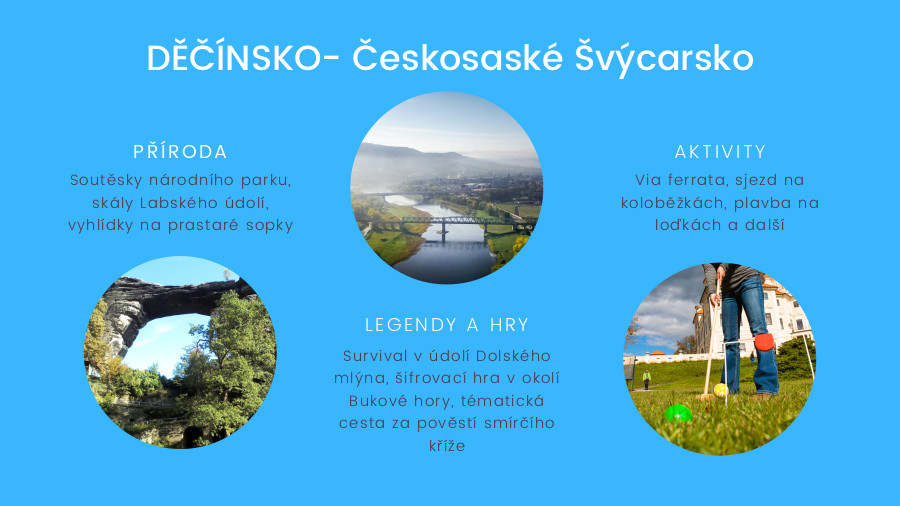 DĚČÍNSKO- Českosaské Švýcarsko
PŘÍRODA
Soutěsky národního parku,
skály Labského údolí,
vyhlídky na prastaré sopky
AKTIVITY
Via ferrata, sjezd na
koloběžkách, plavba na
loďkách a další
LEGENDY A HRY
Survival v údolí Dolského
mlýna, šifrovací hra v okolí
Bukové hory, tématická
cesta za pověstí smírčího
kříže